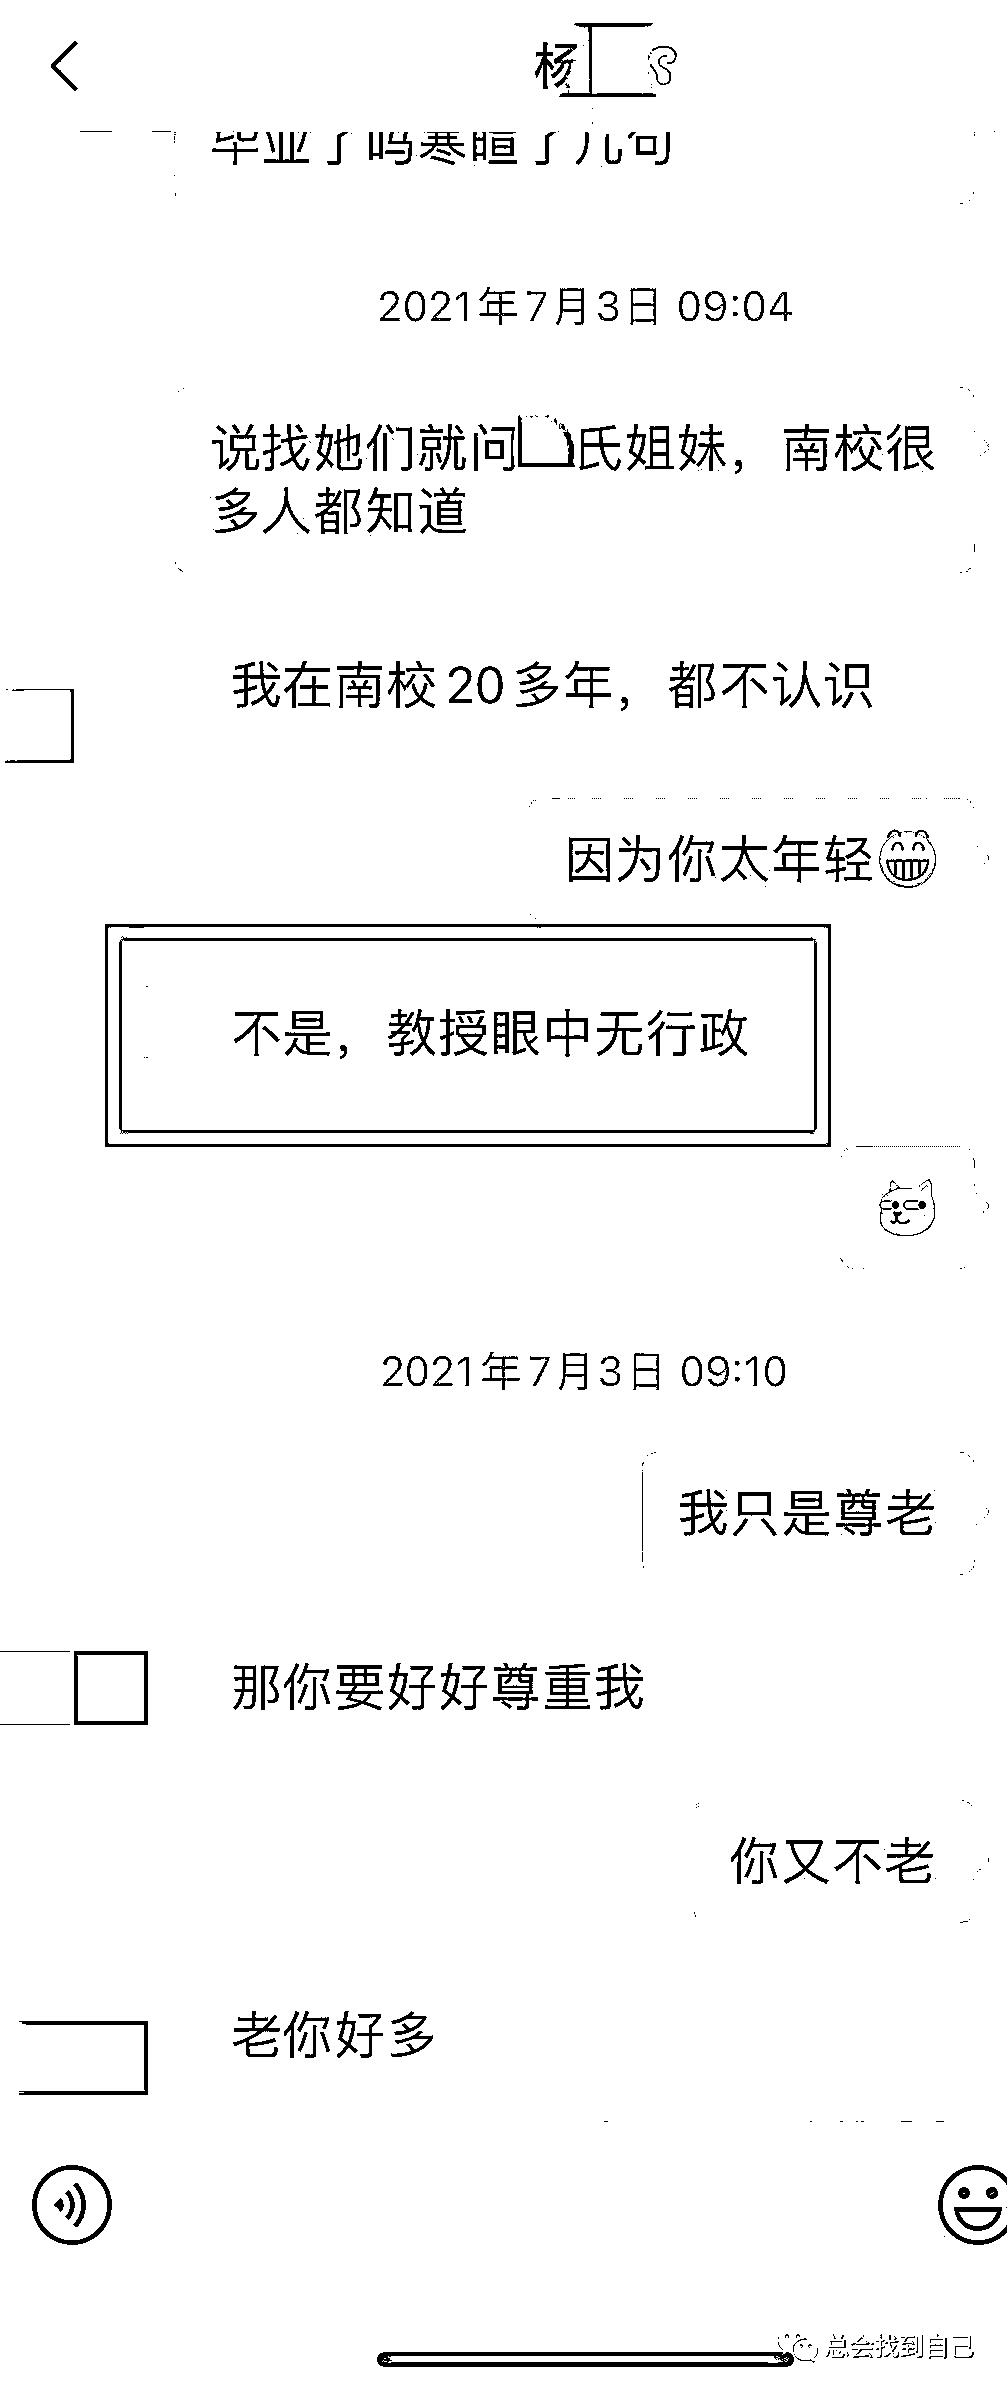 杨
毕业了吗寒暄了几句
2021年7月3日 09:04
说找她们就问 氏姐妹，南校很
多人都知道
我在南校20多年，都不认识
因为你太年轻
不是，教授眼中无行政
2021年7月3日 09:10
我只是尊老
那你要好好尊重我
你又不老
老你好多
总会找到自己